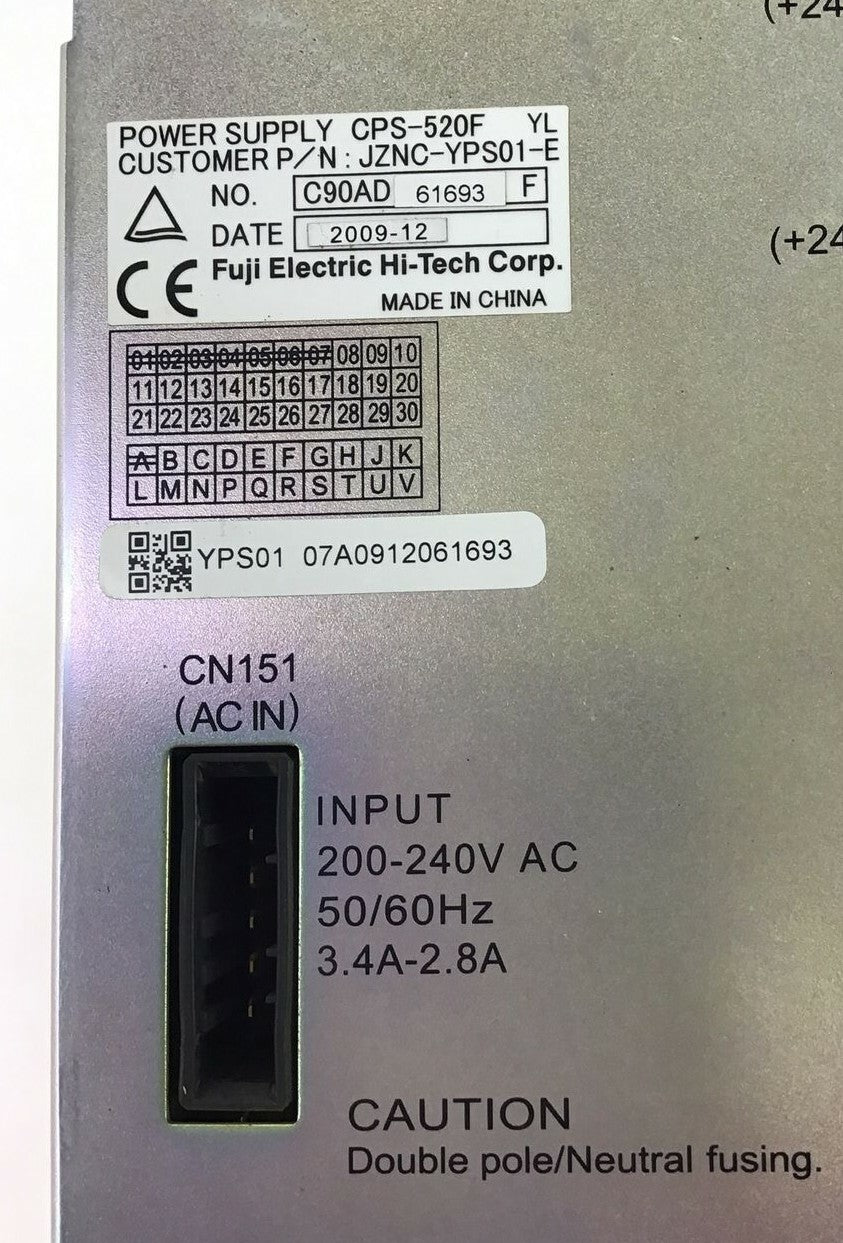 (+24
POWER SUPPLY CPS-520F YL
CUSTOMER P/N : JZNC-YPS01-E
NO. C90AD 61693 F
DATE 2009-12
(+24
CE Fuji Electric Hi-Tech Corp.
MADE IN CHINA
01 02 03 04 05 06 07 08 09 10
11 12 13 14 15 16 17 18 19 20
21 22 23 24 25 26 27 28 29 30
A B C D E F G H J K
L M N P Q R S T U V
YPS01 07A0912061693
CN151
(AC IN)
INPUT
200-240V AC
50/60Hz
3.4A-2.8A
CAUTION
Double pole/Neutral fusing.